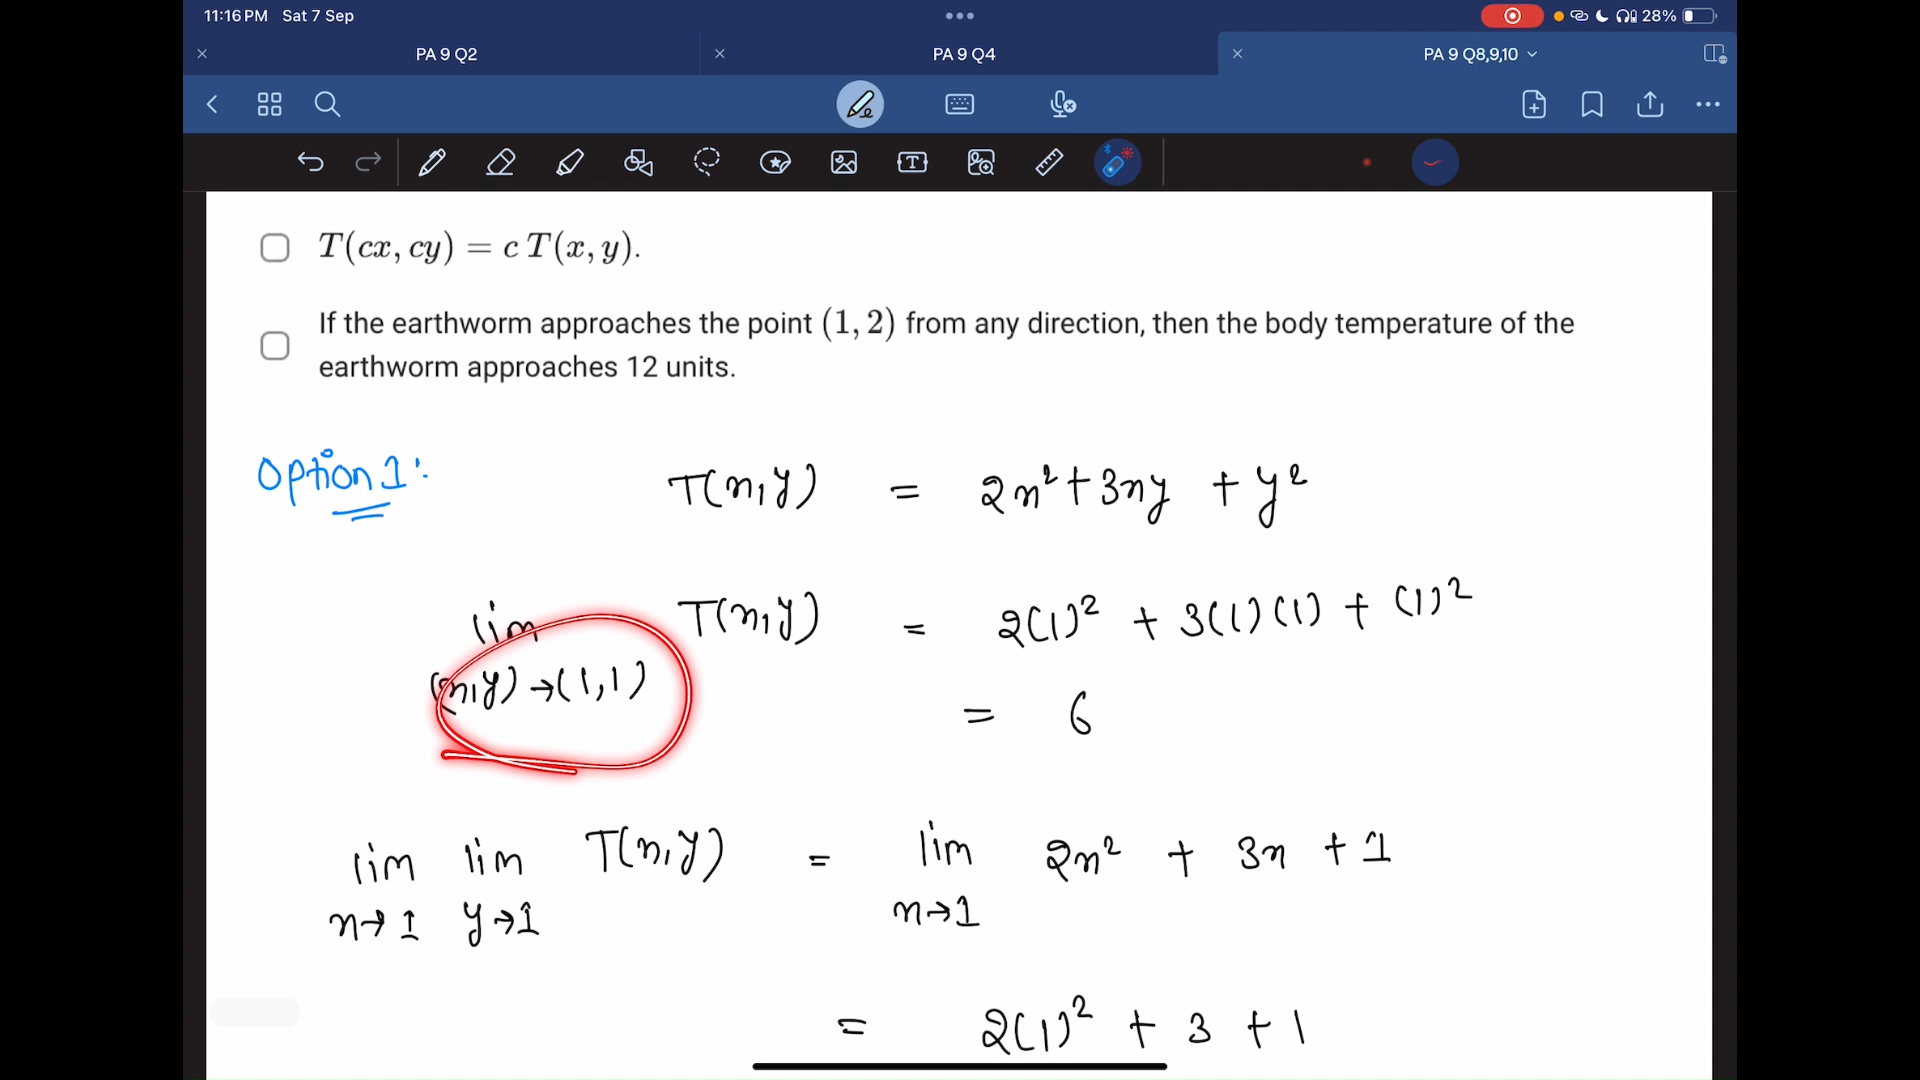 11:16 PM Sat 7 Sep
28%
PA 9 Q2
PA 9 Q4
PA 9 Q8,9,10
T(cx, cy) = c T(x, y).
If the earthworm approaches the point (1, 2) from any direction, then the body temperature of the
earthworm approaches 12 units.
Option 1:
T(x,y) = 2x² + 3xy + y²
lim T(x,y) = 2(1)² + 3(1)(1) + (1)²
(x,y)→(1,1)
= 6
lim lim T(x,y) = lim 2x² + 3x + 1
x→1 y→1 x→1
= 2(1)² + 3 + 1